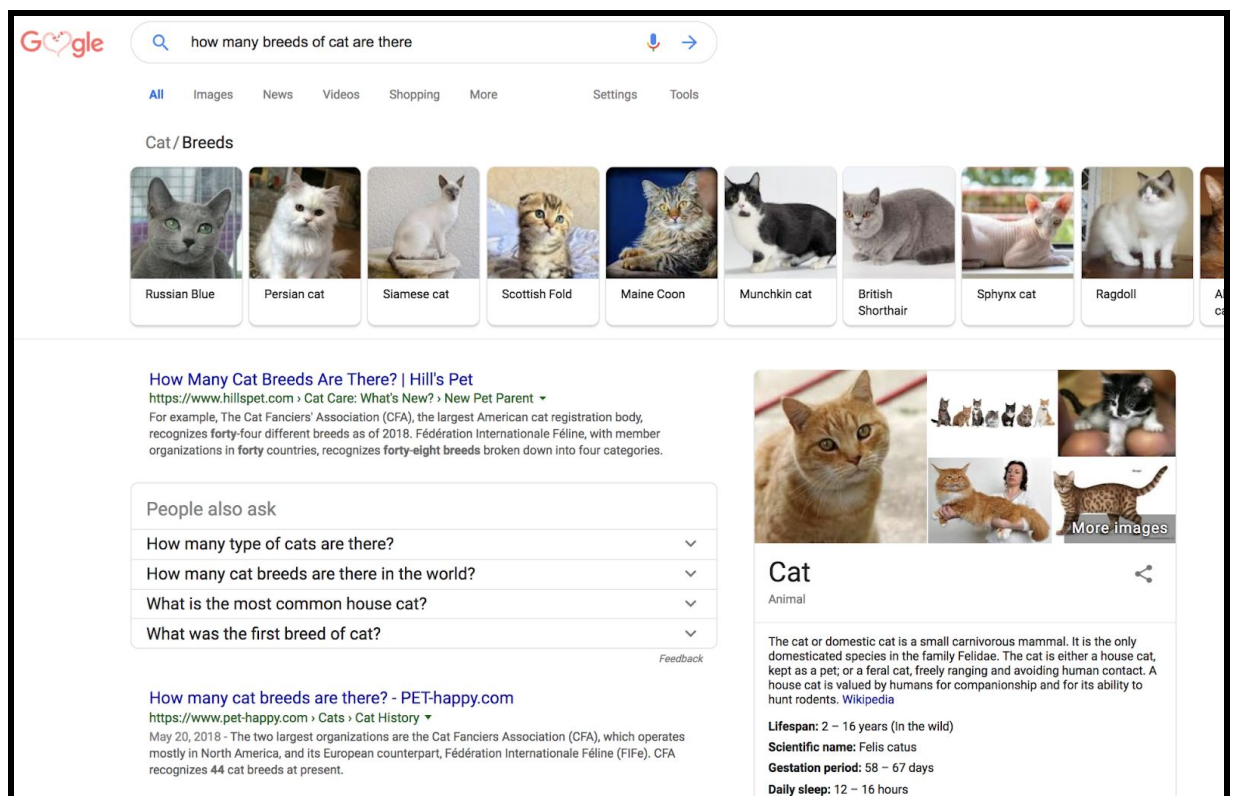 Google
how many breeds of cat are there
All Images News Videos Shopping More Settings Tools
Cat / Breeds
Russian Blue
Persian cat
Siamese cat
Scottish Fold
Maine Coon
Munchkin cat
British
Shorthair
Sphynx cat
Ragdoll
How Many Cat Breeds Are There? | Hill's Pet
https://www.hillspet.com › Cat Care: What's New? › New Pet Parent
For example, The Cat Fanciers' Association (CFA), the largest American cat registration body,
recognizes forty-four different breeds as of 2018. Fédération Internationale Féline, with member
organizations in forty countries, recognizes forty-eight breeds broken down into four categories.
People also ask
How many type of cats are there?
How many cat breeds are there in the world?
What is the most common house cat?
What was the first breed of cat?
Feedback
How many cat breeds are there? - PET-happy.com
https://www.pet-happy.com › Cats › Cat History
May 20, 2018 - The two largest organizations are the Cat Fanciers Association (CFA), which operates
mostly in North America, and its European counterpart, Fédération Internationale Féline (FIFe). CFA
recognizes 44 cat breeds at present.
More images
Cat
Animal
The cat or domestic cat is a small carnivorous mammal. It is the only
domesticated species in the family Felidae. The cat is either a house cat,
kept as a pet; or a feral cat, freely ranging and avoiding human contact. A
house cat is valued by humans for companionship and for its ability to
hunt rodents. Wikipedia
Lifespan: 2 – 16 years (In the wild)
Scientific name: Felis catus
Gestation period: 58 – 67 days
Daily sleep: 12 – 16 hours